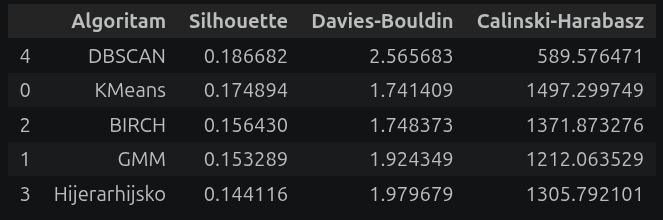 Algoritam Silhouette Davies-Bouldin Calinski-Harabasz
4 DBSCAN 0.186682 2.565683 589.576471
0 KMeans 0.174894 1.741409 1497.299749
2 BIRCH 0.156430 1.748373 1371.873276
1 GMM 0.153289 1.924349 1212.063529
3 Hijerarhijsko 0.144116 1.979679 1305.792101